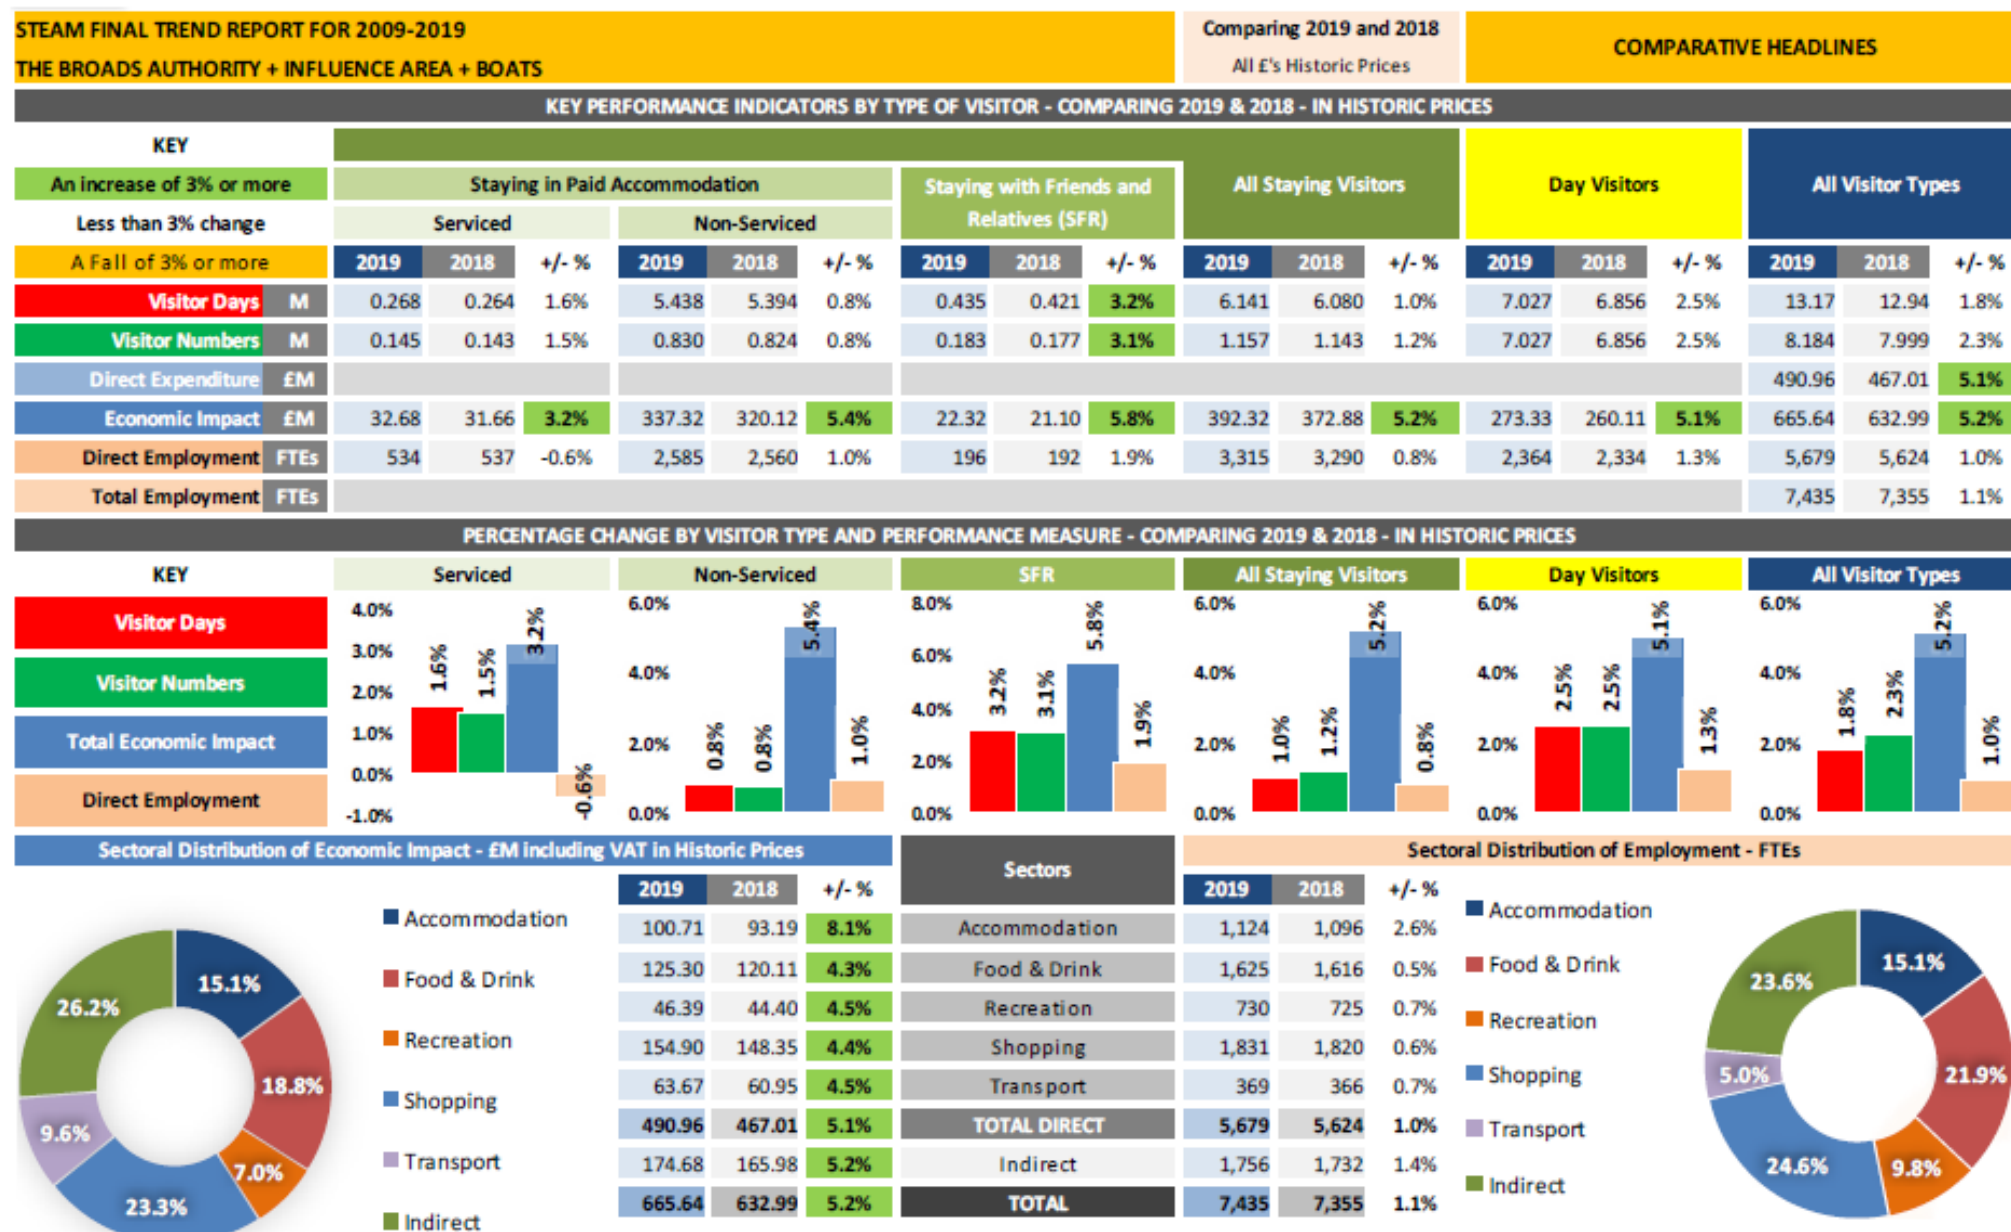 STEAM FINAL TREND REPORT FOR 2009-2019
THE BROADS AUTHORITY + INFLUENCE AREA + BOATS
Comparing 2019 and 2018
All £'s Historic Prices
COMPARATIVE HEADLINES
KEY PERFORMANCE INDICATORS BY TYPE OF VISITOR - COMPARING 2019 & 2018 - IN HISTORIC PRICES
KEY
An increase of 3% or more
Less than 3% change
A Fall of 3% or more
Staying in Paid Accommodation
Serviced
Non-Serviced
Staying with Friends and
Relatives (SFR)
All Staying Visitors
Day Visitors
All Visitor Types
2019 2018 +/- % 2019 2018 +/- % 2019 2018 +/- % 2019 2018 +/- % 2019 2018 +/- % 2019 2018 +/- %
Visitor Days M 0.268 0.264 1.6% 5.438 5.394 0.8% 0.435 0.421 3.2% 6.141 6.080 1.0% 7.027 6.856 2.5% 13.17 12.94 1.8%
Visitor Numbers M 0.145 0.143 1.5% 0.830 0.824 0.8% 0.183 0.177 3.1% 1.157 1.143 1.2% 7.027 6.856 2.5% 8.184 7.999 2.3%
Direct Expenditure £M 490.96 467.01 5.1%
Economic Impact £M 32.68 31.66 3.2% 337.32 320.12 5.4% 22.32 21.10 5.8% 392.32 372.88 5.2% 273.33 260.11 5.1% 665.64 632.99 5.2%
Direct Employment FTEs 534 537 -0.6% 2,585 2,560 1.0% 196 192 1.9% 3,315 3,290 0.8% 2,364 2,334 1.3% 5,679 5,624 1.0%
Total Employment FTEs 7,435 7,355 1.1%
PERCENTAGE CHANGE BY VISITOR TYPE AND PERFORMANCE MEASURE - COMPARING 2019 & 2018 - IN HISTORIC PRICES
KEY
Visitor Days
Visitor Numbers
Total Economic Impact
Direct Employment
Serviced
4.0%
3.0%
2.0%
1.0%
0.0%
-1.0%
1.6% 1.5% 3.2% -0.6%
Non-Serviced
6.0%
4.0%
2.0%
0.0%
0.8% 0.8% 5.4% 1.0%
SFR
8.0%
6.0%
4.0%
2.0%
0.0%
3.2% 3.1% 5.8% 1.9%
All Staying Visitors
6.0%
4.0%
2.0%
0.0%
1.0% 1.2% 5.2% 0.8%
Day Visitors
6.0%
4.0%
2.0%
0.0%
2.5% 2.5% 5.1% 1.3%
All Visitor Types
6.0%
4.0%
2.0%
0.0%
1.8% 2.3% 5.2% 1.0%
Sectoral Distribution of Economic Impact - £M including VAT in Historic Prices
Sectors
Sectoral Distribution of Employment - FTEs
15.1%
18.8%
7.0%
23.3%
9.6%
26.2%
Accommodation
Food & Drink
Recreation
Shopping
Transport
Indirect
2019 2018 +/- % 2019 2018 +/- %
100.71 93.19 8.1% Accommodation 1,124 1,096 2.6%
125.30 120.11 4.3% Food & Drink 1,625 1,616 0.5%
46.39 44.40 4.5% Recreation 730 725 0.7%
154.90 148.35 4.4% Shopping 1,831 1,820 0.6%
63.67 60.95 4.5% Transport 369 366 0.7%
490.96 467.01 5.1% TOTAL DIRECT 5,679 5,624 1.0%
174.68 165.98 5.2% Indirect 1,756 1,732 1.4%
665.64 632.99 5.2% TOTAL 7,435 7,355 1.1%
Accommodation
Food & Drink
Recreation
Shopping
Transport
Indirect
15.1%
21.9%
9.8%
24.6%
5.0%
23.6%